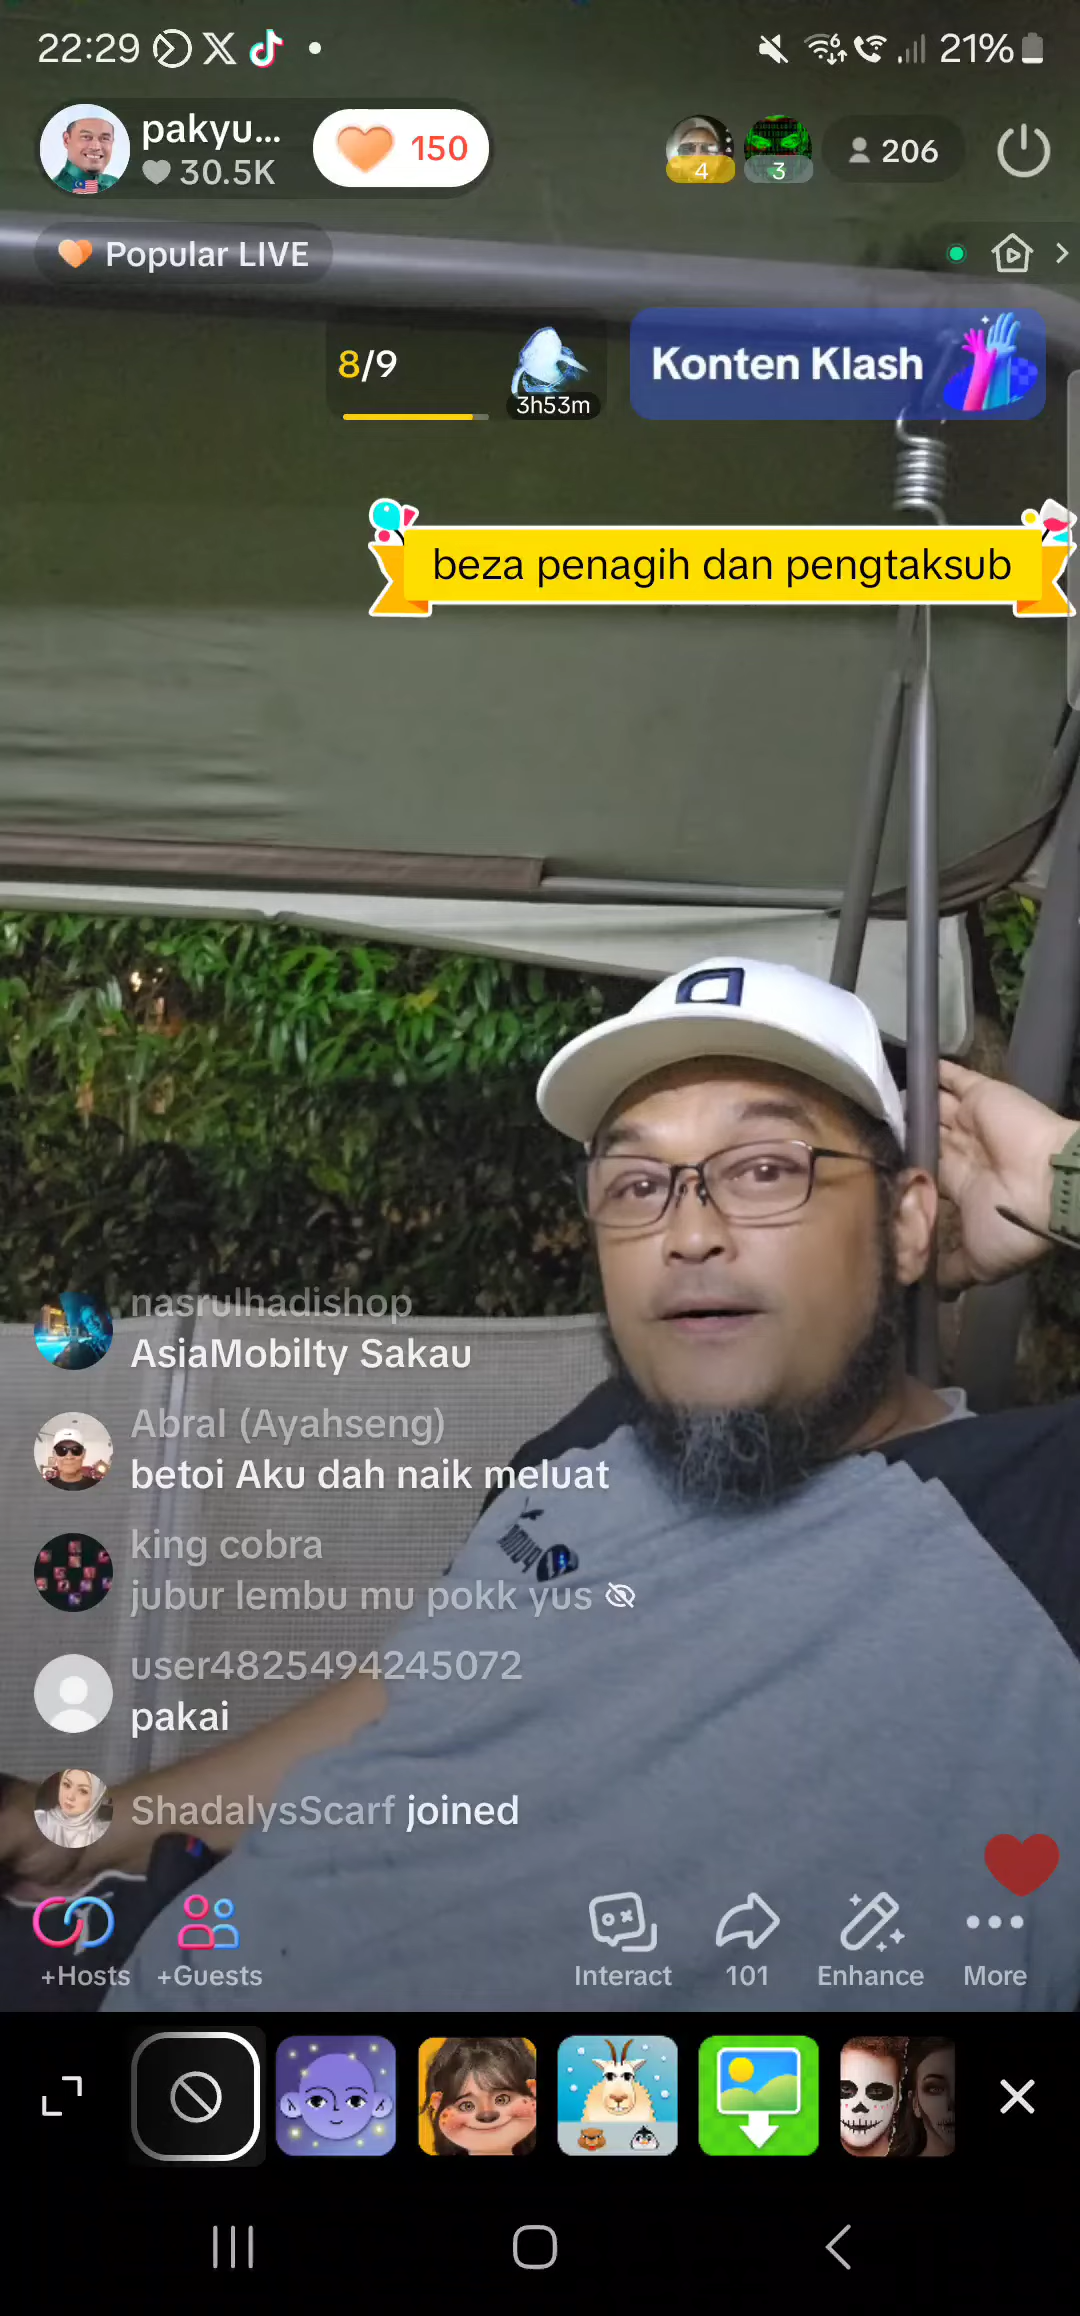 22:29
21%
pakyu...
30.5K
150
4
3
206
Popular LIVE
8/9
3h53m
Konten Klash
beza penagih dan pengtaksub
nasrulhadishop
AsiaMobilty Sakau
Abral (Ayahseng)
betoi Aku dah naik meluat
king cobra
jubur lembu mu pokk yus
user4825494245072
pakai
ShadalysScarf joined
+Hosts
+Guests
Interact
101
Enhance
More